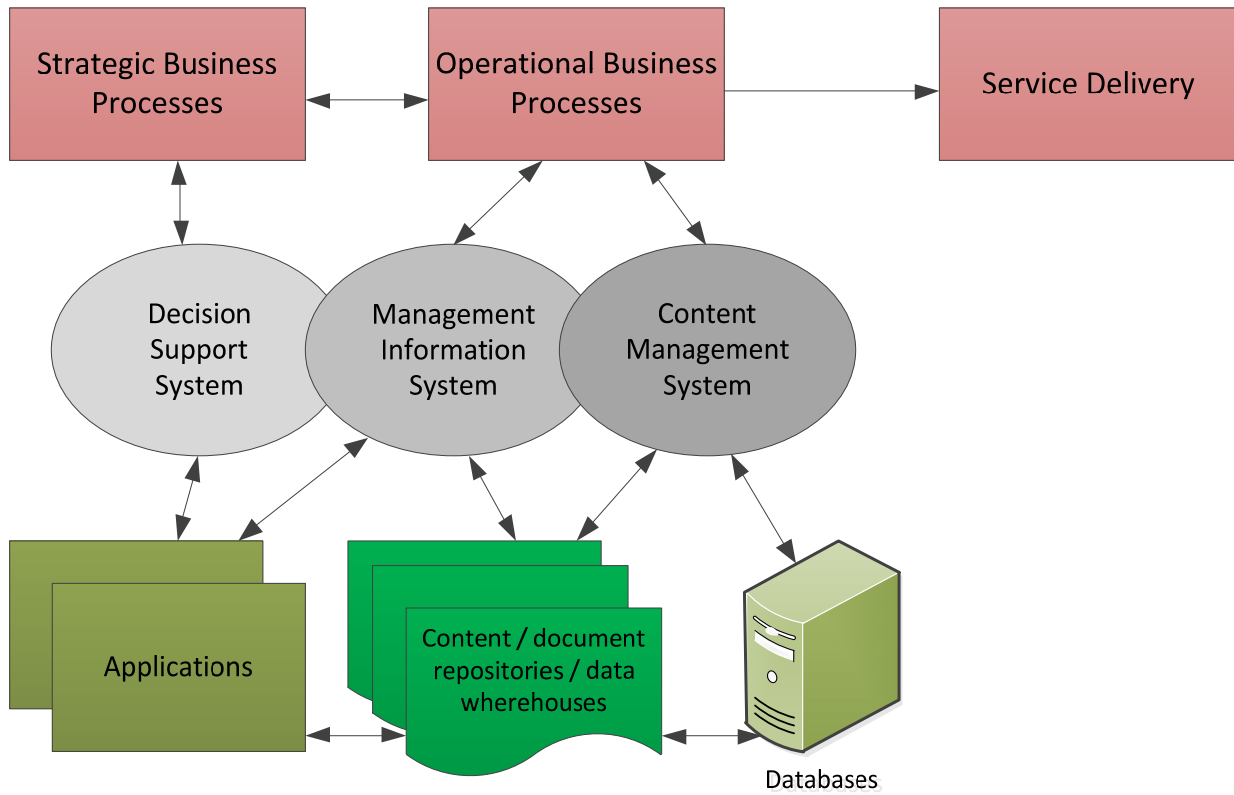 Strategic Business
Processes
Operational Business
Processes
Service Delivery
Decision
Support
System
Management
Information
System
Content
Management
System
Applications
Content / document
repositories / data
wherehouses
Databases